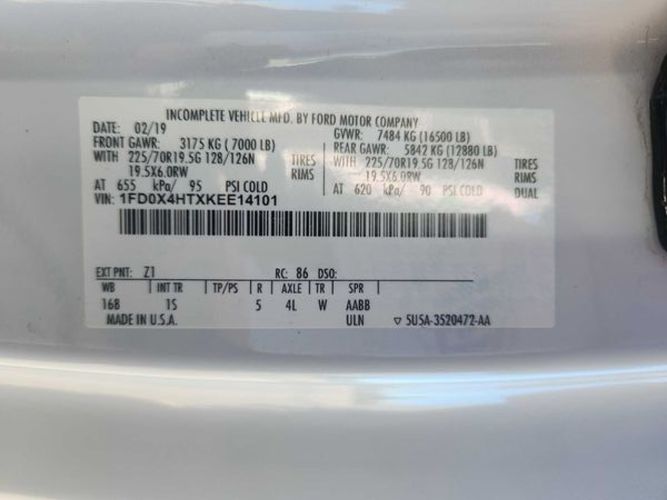 INCOMPLETE VEHICLE MFD. BY FORD MOTOR COMPANY
DATE: 02/19 GVWR: 7484 KG (16500 LB)
FRONT GAWR: 3175 KG ( 7000 LB) REAR GAWR: 5842 KG (12880 LB)
WITH 225/70R19.5G 128/126N TIRES WITH 225/70R19.5G 128/126N TIRES
19.5X6.0RW RIMS 19.5X6.0RW RIMS
AT 655 kPa/ 95 PSI COLD AT 620 kPa/ 90 PSI COLD DUAL
VIN: 1FD0X4HTXKEE14101
EXT PNT: Z1 RC: 86 DSO:
WB INT TR TP/PS R AXLE TR SPR
168 1S 5 4L W AABB
MADE IN U.S.A. ULN ▽ 5U5A-3520472-AA